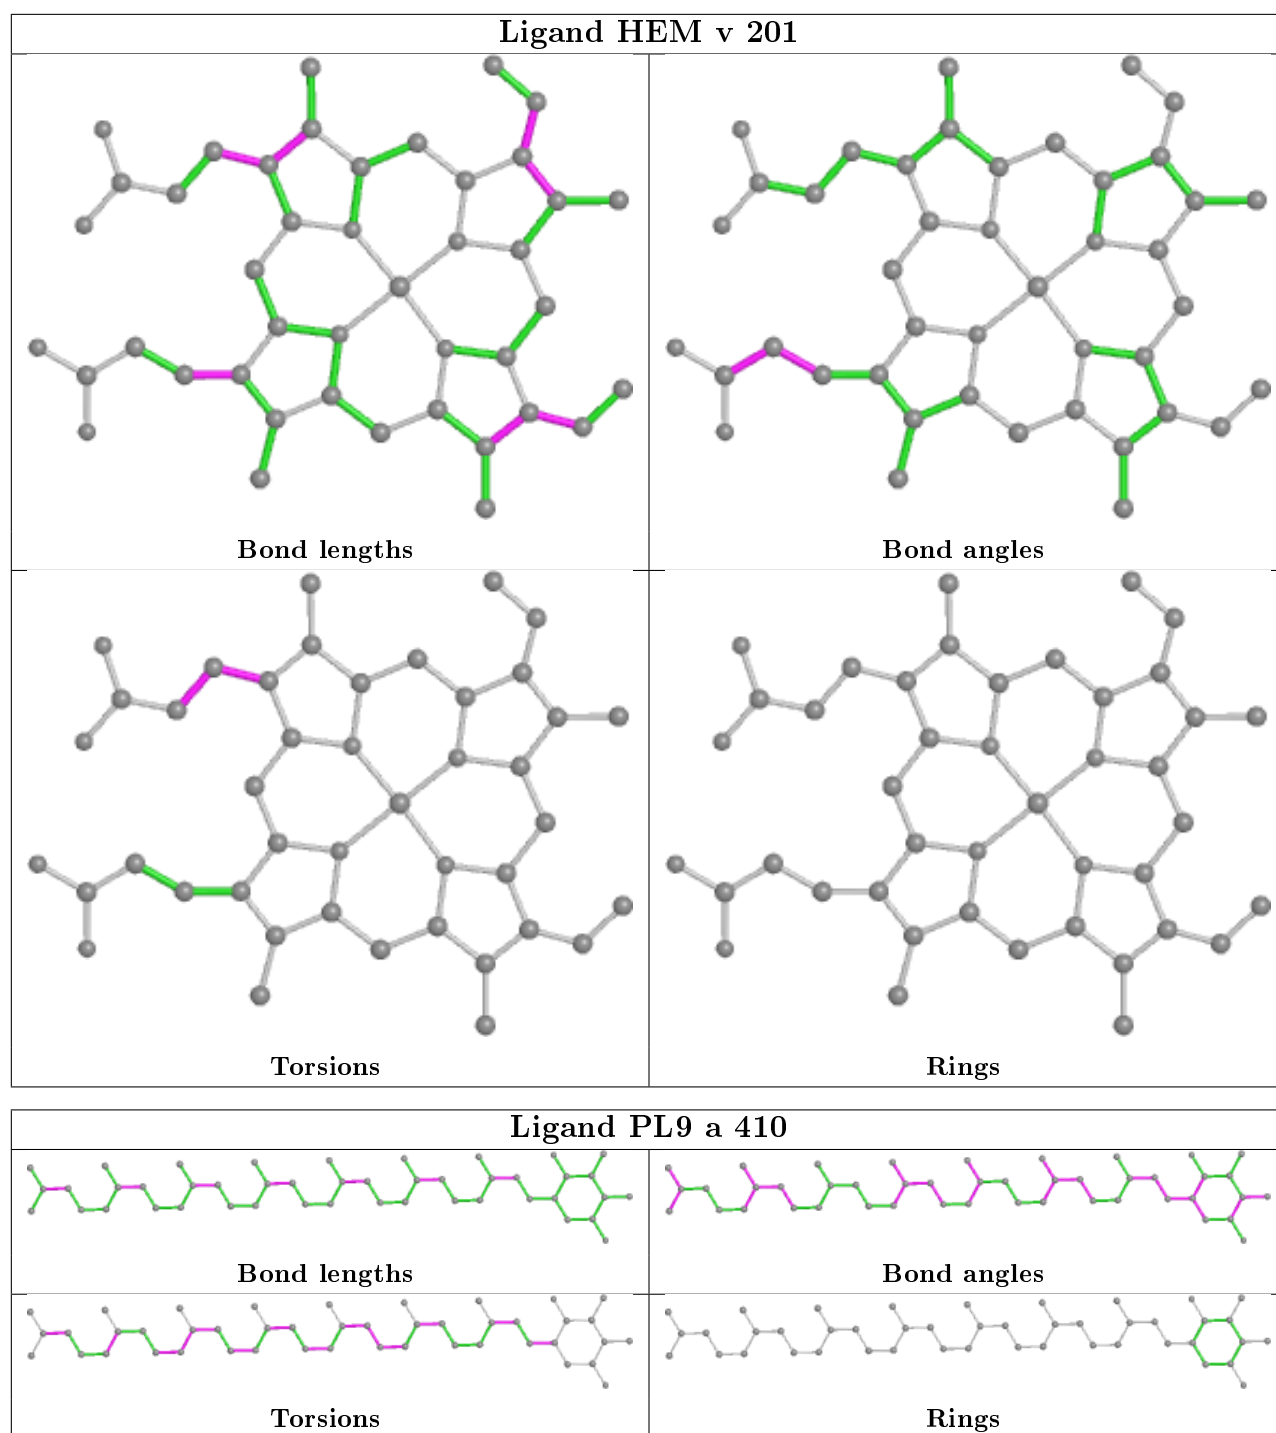 Ligand HEM v 201
Bond lengths
Bond angles
Torsions
Rings
Ligand PL9 a 410
Bond lengths
Bond angles
Torsions
Rings